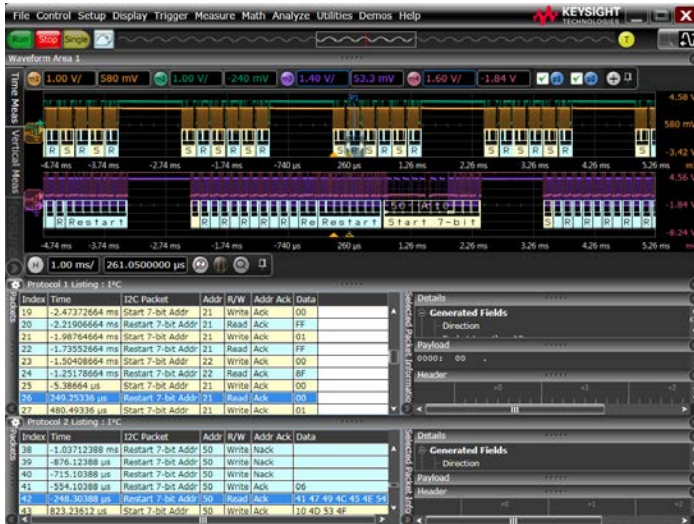 File Control Setup Display Trigger Measure Math Analyze Utilities Demos Help
KEYSIGHT TECHNOLOGIES
Run Stop Single
T
Waveform Area 1
Time Meas
Vertical Meas
1.00 V/ 580 mV 1.00 V/ -240 mV 1.40 V/ 53.3 mV 1.60 V/ -1.84 V
4.58 V
580 mV
-3.42 V
-4.74 ms -3.74 ms -2.74 ms -1.74 ms -740 µs 260 µs 1.26 ms 2.26 ms 3.26 ms 4.26 ms 5.26 ms
4.56 V
R Restart R R R R R R R Re Restart Start 7-bit S R R R R
-1.84 V
-8.24 V
-4.74 ms -3.74 ms -2.74 ms -1.74 ms -740 µs 260 µs 1.26 ms 2.26 ms 3.26 ms 4.26 ms 5.26 ms
H 1.00 ms/ 261.0500000 µs
Protocol 1 Listing : I²C
Packets
Index Time I2C Packet Addr R/W Addr Ack Data
19 -2.47372664 ms Start 7-bit Addr 21 Write Ack 00
20 -2.21906664 ms Restart 7-bit Addr 21 Read Ack FF
21 -1.98764664 ms Start 7-bit Addr 21 Write Ack 01
22 -1.73552664 ms Restart 7-bit Addr 21 Read Ack FF
23 -1.50408664 ms Start 7-bit Addr 22 Write Ack 00
24 -1.25178664 ms Restart 7-bit Addr 22 Read Ack 8F
25 -5.38664 µs Start 7-bit Addr 21 Write Ack 00
26 249.25336 µs Restart 7-bit Addr 21 Read Ack 00
27 480.49336 µs Start 7-bit Addr 21 Write Ack 01
Selected Packet Informatio
Details
Generated Fields
Direction
Payload
0000: 00 .
Header
+0 +1 +2
Protocol 2 Listing : I²C
Packets
Index Time I2C Packet Addr R/W Addr Ack Data
38 -1.03712388 ms Restart 7-bit Addr 50 Write Nack
39 -876.12388 µs Restart 7-bit Addr 50 Write Nack
40 -715.10388 µs Restart 7-bit Addr 50 Write Nack
41 -554.10388 µs Restart 7-bit Addr 50 Write Ack 06
42 -248.30388 µs Restart 7-bit Addr 50 Read Ack 41 47 49 4C 45 4E 54
43 823.23612 µs Start 7-bit Addr 50 Write Ack 10 4D 53 4F
Selected Packet Info
Details
Generated Fields
Direction
Payload
Header
+0 +1 +2